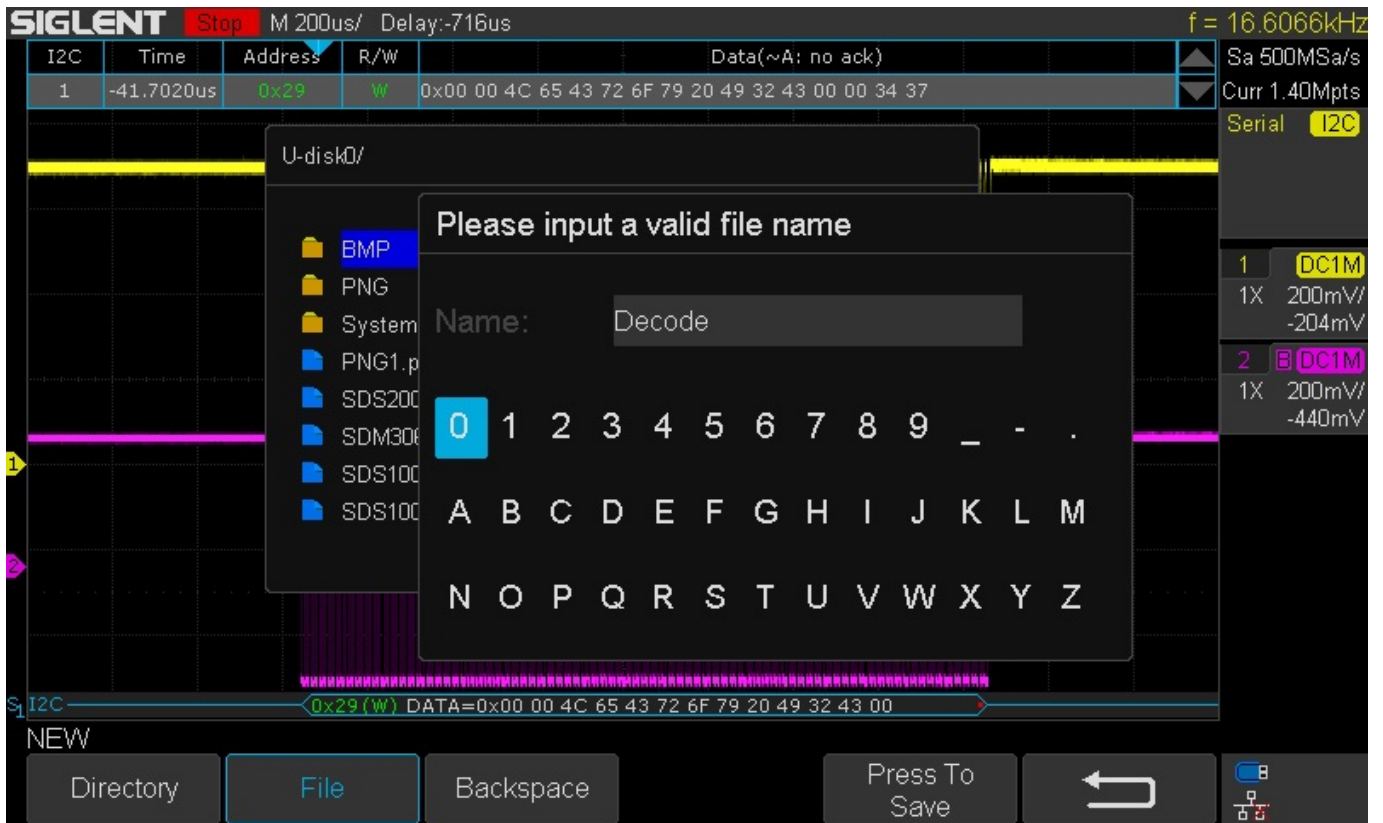 SIGLENT Stop M 200us/ Delay:-716us f = 16.6066kHz
I2C Time Address R/W Data(~A: no ack) Sa 500MSa/s
1 -41.7020us 0x29 W 0x00 00 4C 65 43 72 6F 79 20 49 32 43 00 00 34 37 Curr 1.40Mpts
Serial I2C
U-disk0/
Please input a valid file name
BMP
PNG
System
PNG1.p
SDS200
SDM306
SDS100
SDS100
Name: Decode
0 1 2 3 4 5 6 7 8 9 _ - .
A B C D E F G H I J K L M
N O P Q R S T U V W X Y Z
1 DC1M
1X 200mV/
-204mV
2 B DC1M
1X 200mV/
-440mV
1
2
S1 I2C 0x29(W) DATA=0x00 00 4C 65 43 72 6F 79 20 49 32 43 00
NEW
Directory File Backspace Press To Save